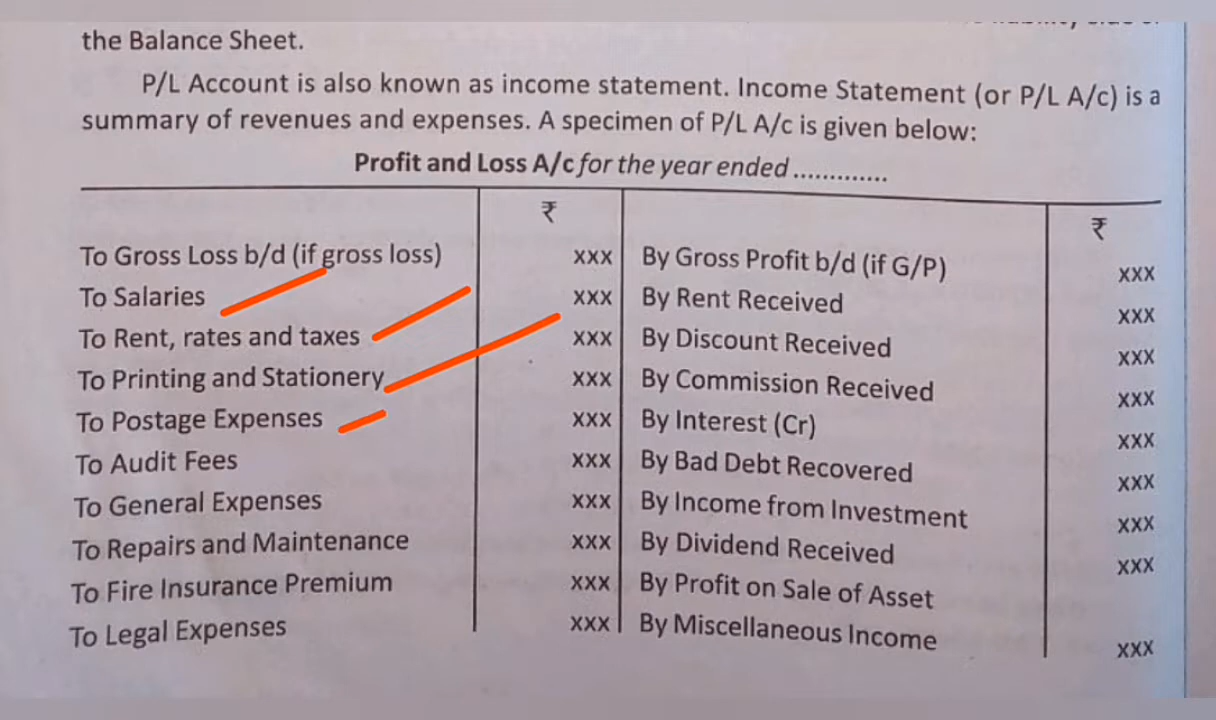 the Balance Sheet.
P/L Account is also known as income statement. Income Statement (or P/L A/c) is a
summary of revenues and expenses. A specimen of P/L A/c is given below:
Profit and Loss A/c for the year ended .............
₹ ₹
To Gross Loss b/d (if gross loss) xxx By Gross Profit b/d (if G/P) xxx
To Salaries xxx By Rent Received xxx
To Rent, rates and taxes xxx By Discount Received xxx
To Printing and Stationery xxx By Commission Received xxx
To Postage Expenses xxx By Interest (Cr) xxx
To Audit Fees xxx By Bad Debt Recovered xxx
To General Expenses xxx By Income from Investment xxx
To Repairs and Maintenance xxx By Dividend Received xxx
To Fire Insurance Premium xxx By Profit on Sale of Asset
To Legal Expenses xxx By Miscellaneous Income xxx